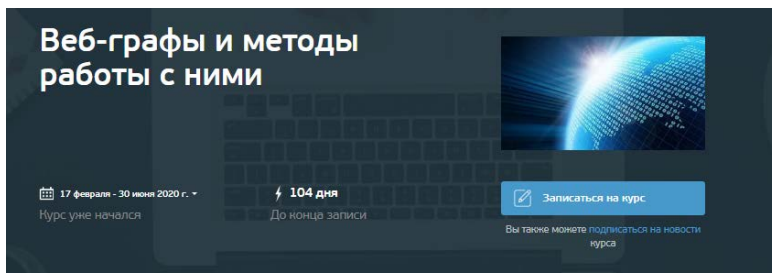 Веб-графы и методы
работы с ними
17 февраля - 30 июня 2020 г.
Курс уже начался
104 дня
До конца записи
Записаться на курс
Вы также можете подписаться на новости
курса